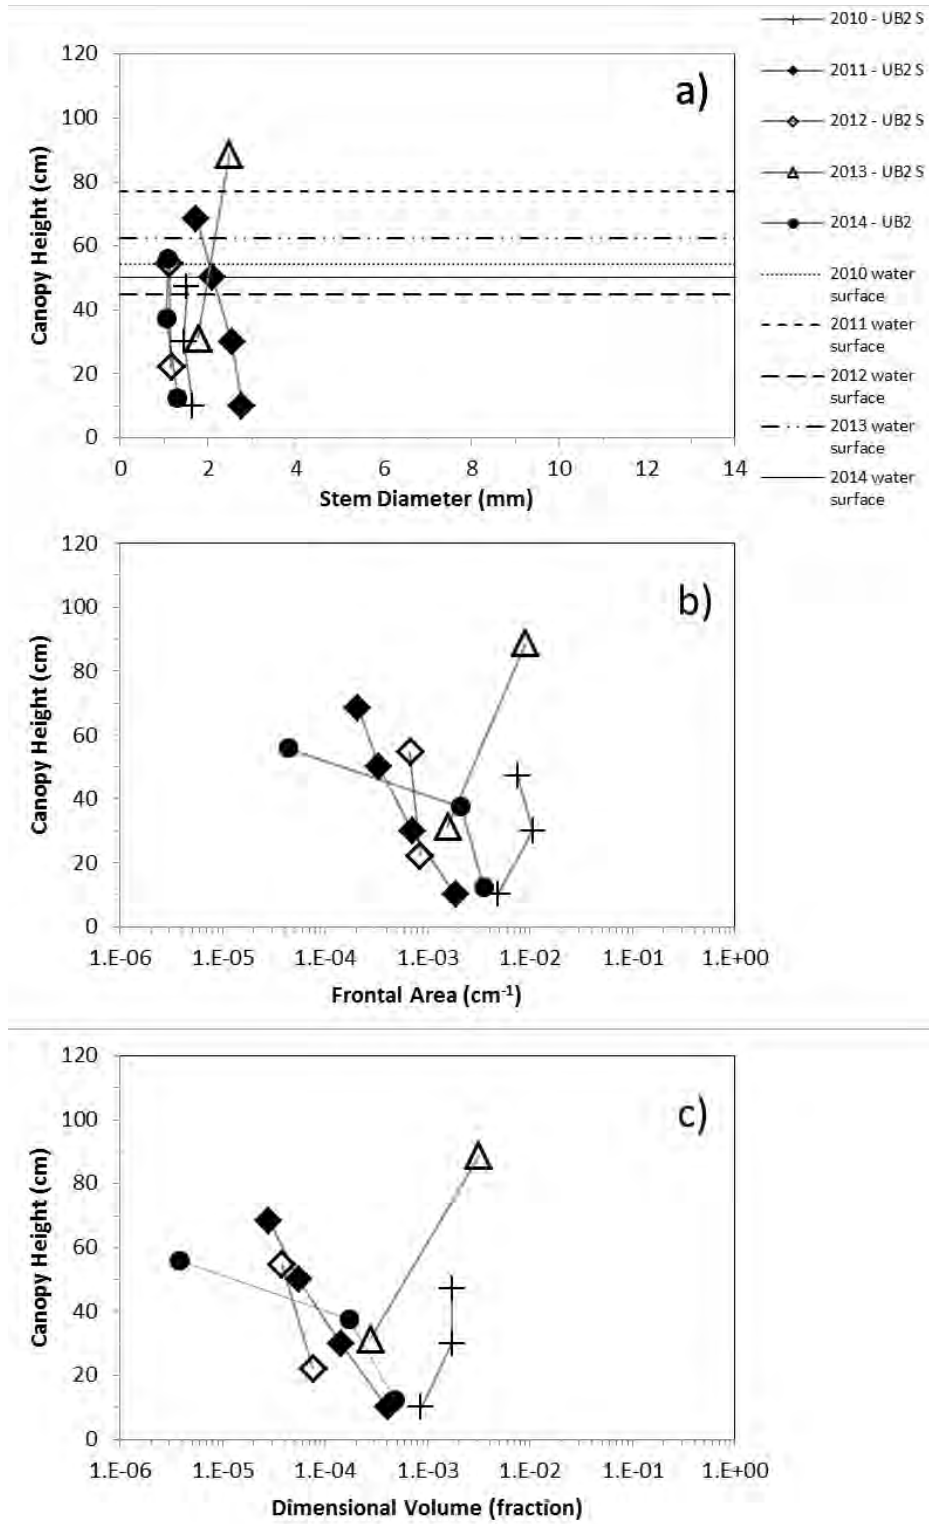 2010 - UB2 S
2011 - UB2 S
2012 - UB2 S
2013 - UB2 S
2014 - UB2
2010 water
surface
2011 water
surface
2012 water
surface
2013 water
surface
2014 water
surface
a)
120
100
80
60
40
20
0
Canopy Height (cm)
0 2 4 6 8 10 12 14
Stem Diameter (mm)
b)
120
100
80
60
40
20
0
Canopy Height (cm)
1.E-06 1.E-05 1.E-04 1.E-03 1.E-02 1.E-01 1.E+00
Frontal Area (cm⁻¹)
c)
120
100
80
60
40
20
0
Canopy Height (cm)
1.E-06 1.E-05 1.E-04 1.E-03 1.E-02 1.E-01 1.E+00
Dimensional Volume (fraction)